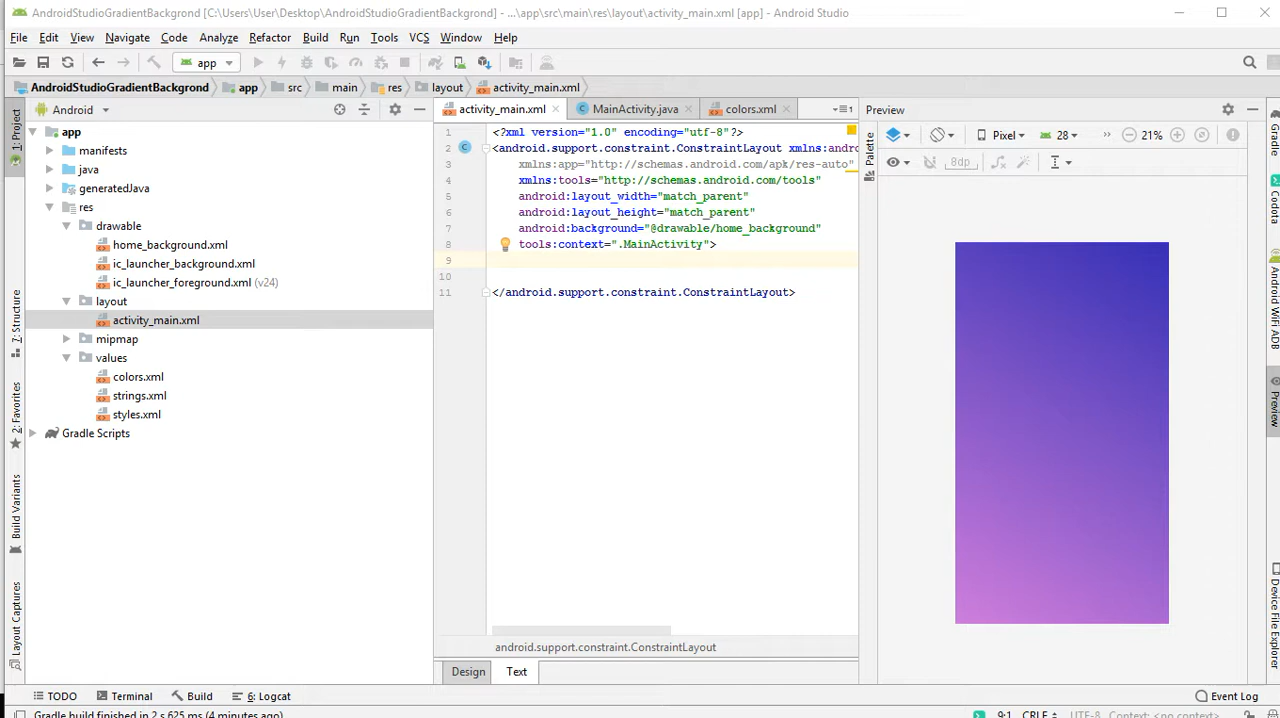 AndroidStudioGradientBackgrond [C:\Users\User\Desktop\AndroidStudioGradientBackgrond] - ...\app\src\main\res\layout\activity_main.xml [app] - Android Studio
File Edit View Navigate Code Analyze Refactor Build Run Tools VCS Window Help
app
AndroidStudioGradientBackgrond app src main res layout activity_main.xml
1: Project
Android
activity_main.xml MainActivity.java colors.xml
Preview
app
manifests
java
generatedJava
res
drawable
home_background.xml
ic_launcher_background.xml
ic_launcher_foreground.xml (v24)
layout
activity_main.xml
mipmap
values
colors.xml
strings.xml
styles.xml
Gradle Scripts
1 <?xml version="1.0" encoding="utf-8"?>
2 <android.support.constraint.ConstraintLayout xmlns:andro
3 xmlns:app="http://schemas.android.com/apk/res-auto"
4 xmlns:tools="http://schemas.android.com/tools"
5 android:layout_width="match_parent"
6 android:layout_height="match_parent"
7 android:background="@drawable/home_background"
8 tools:context=".MainActivity">
9
10
11 </android.support.constraint.ConstraintLayout>
android.support.constraint.ConstraintLayout
Design Text
Palette
Pixel 28 21%
8dp
Gradle
Codota
Android WiFi ADB
Preview
Device File Explorer
7: Structure
2: Favorites
Build Variants
Layout Captures
TODO Terminal Build 6: Logcat Event Log
Gradle build finished in 2 s 625 ms (4 minutes ago) 9:1 CRLF UTF-8 Context: <no context>